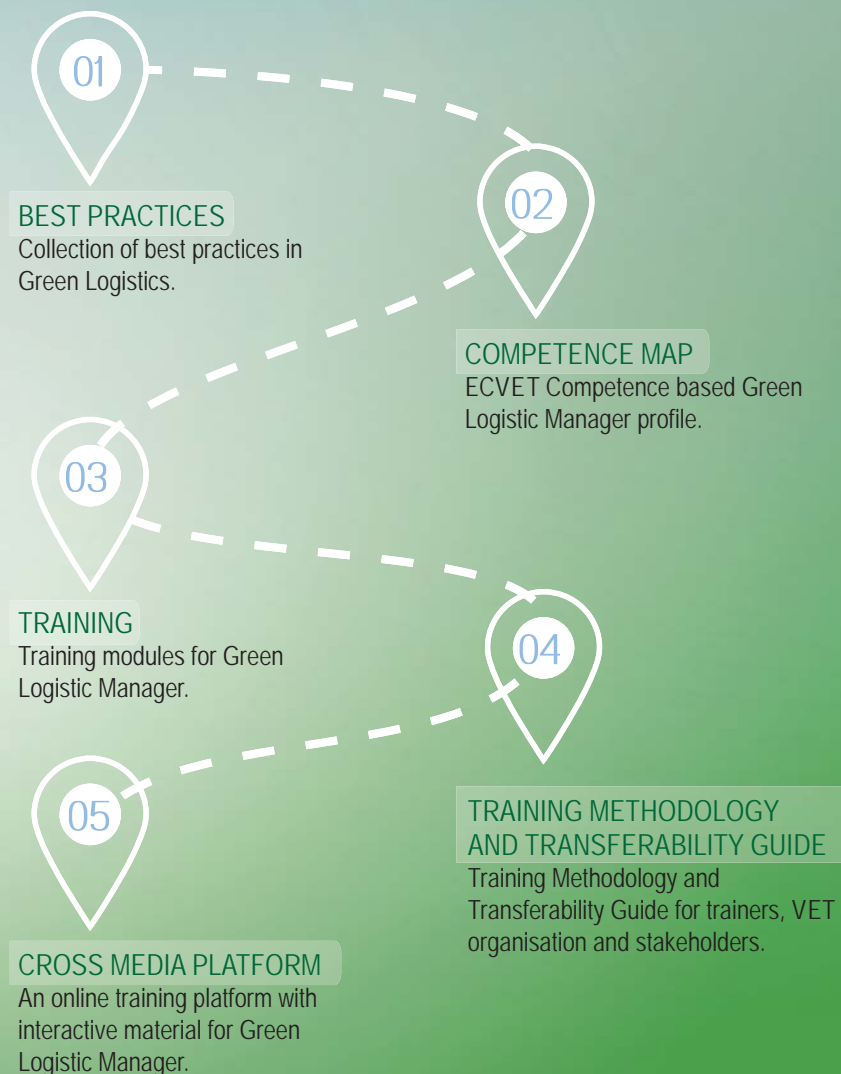 01
BEST PRACTICES
Collection of best practices in
Green Logistics.
02
COMPETENCE MAP
ECVET Competence based Green
Logistic Manager profile.
03
TRAINING
Training modules for Green
Logistic Manager.
04
TRAINING METHODOLOGY
AND TRANSFERABILITY GUIDE
Training Methodology and
Transferability Guide for trainers, VET
organisation and stakeholders.
05
CROSS MEDIA PLATFORM
An online training platform with
interactive material for Green
Logistic Manager.